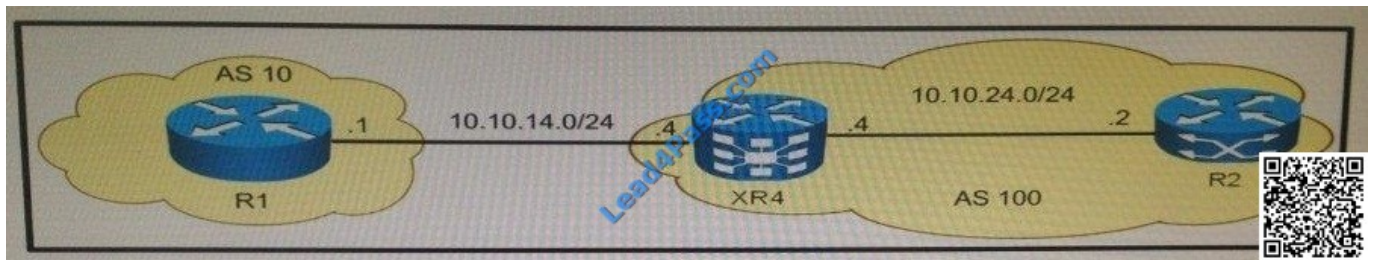 AS 10
10.10.14.0/24
.1
.4
R1
Lead4Pass.com
XR4
10.10.24.0/24
.4
.2
AS 100
R2